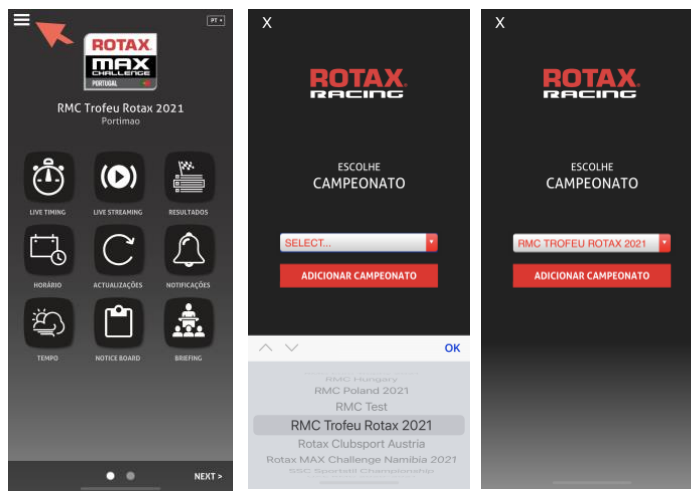 PT
ROTAX
MAX
CHALLENGE
PORTUGAL
RMC Trofeu Rotax 2021
Portimao
LIVE TIMING
LIVE STREAMING
RESULTADOS
HORÁRIO
ACTUALIZAÇÕES
NOTIFICAÇÕES
TEMPO
NOTICE BOARD
BRIEFING
NEXT >
X
ROTAX
RACING
ESCOLHE
CAMPEONATO
SELECT...
ADICIONAR CAMPEONATO
OK
RMC Hungary
RMC Poland 2021
RMC Test
RMC Trofeu Rotax 2021
Rotax Clubsport Austria
Rotax MAX Challenge Namibia 2021
SSC Sportstil Championship
X
ROTAX
RACING
ESCOLHE
CAMPEONATO
RMC TROFEU ROTAX 2021
ADICIONAR CAMPEONATO